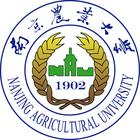 南京農業大學
1902
NANJING AGRICULTURAL UNIVERSITY